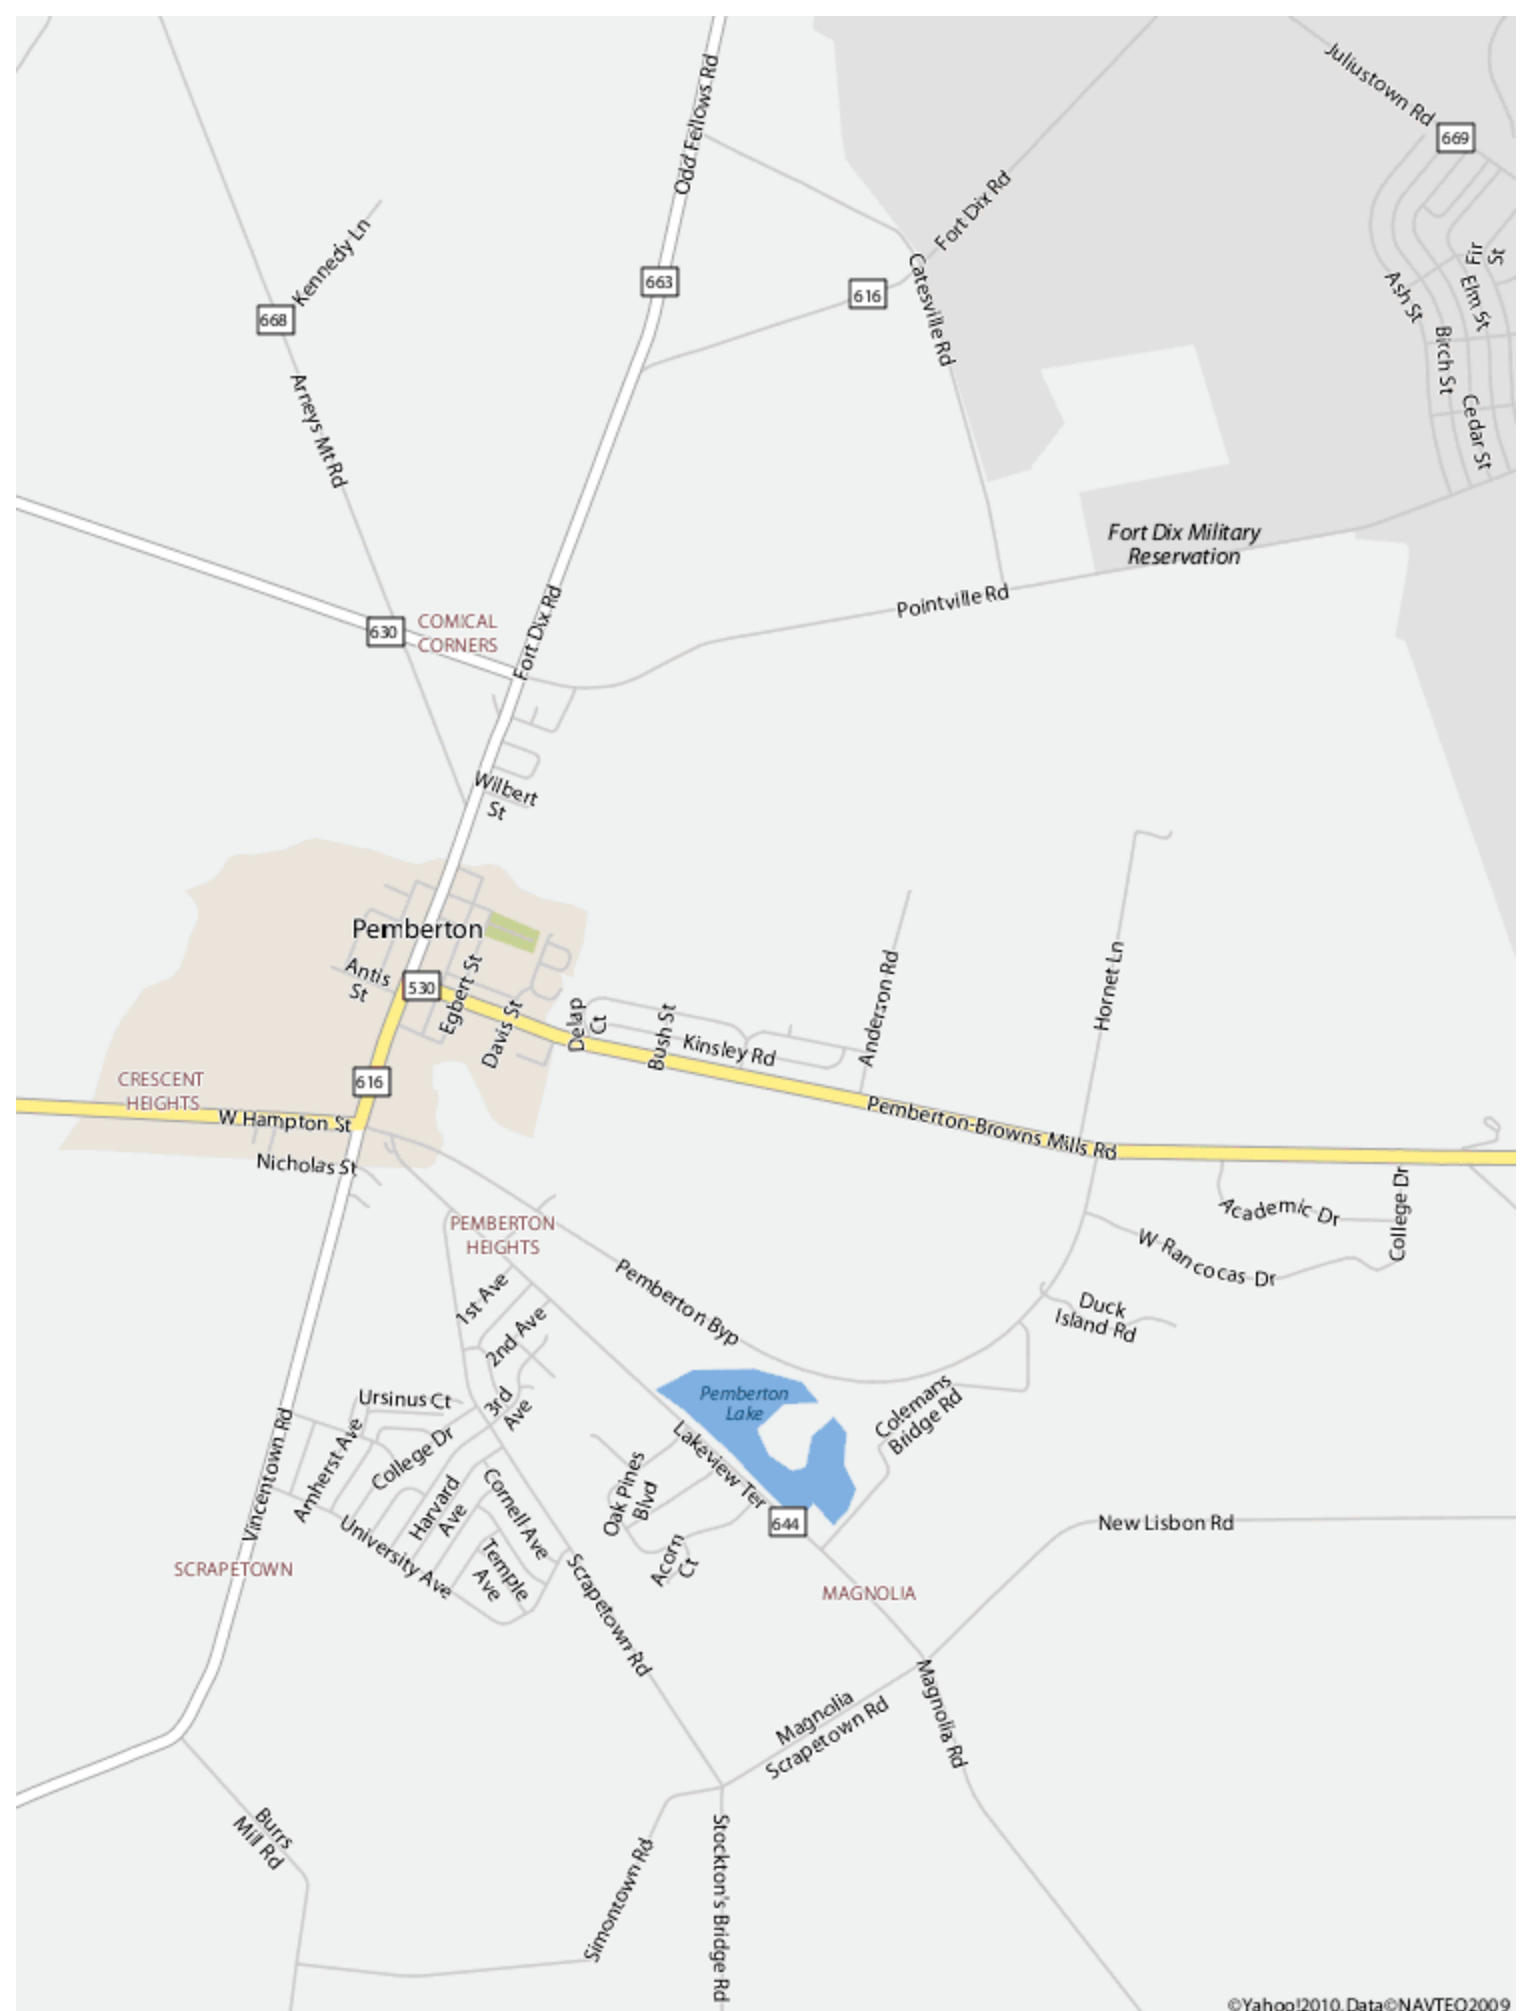 Juliustown Rd
669
Odd Fellows Rd
Fort Dix Rd
Kennedy Ln
668
663
616
Catesville Rd
Fir
St
Ash St
Elm St
Birch St
Cedar St
Arneys Mt Rd
Fort Dix Military
Reservation
Pointville Rd
Fort Dix Rd
630
COMICAL
CORNERS
Wilbert
St
Pemberton
Antis
St
530
Egbert St
Davis St
Delap
Ct
Bush St
Kinsley Rd
Anderson Rd
Hornet Ln
616
CRESCENT
HEIGHTS
W Hampton St
Nicholas St
Pemberton-Browns Mills Rd
Academic Dr
College Dr
W Rancocas Dr
PEMBERTON
HEIGHTS
Pemberton Byp
Duck
Island Rd
1st Ave
2nd Ave
3rd
Ave
Ursinus Ct
Pemberton
Lake
Colemans
Bridge Rd
Vincentown Rd
Amherst Ave
College Dr
Harvard
Ave
Cornell Ave
University Ave
Temple
Ave
Oak Pines
Blvd
Lakeview Ter
Acorn
Ct
644
New Lisbon Rd
SCRAPETOWN
MAGNOLIA
Scrapetown Rd
Magnolia
Scrapetown Rd
Magnolia Rd
Burrs
Mill Rd
Simontown Rd
Stockton's Bridge Rd
©Yahoo!2010, Data©NAVTEQ2009